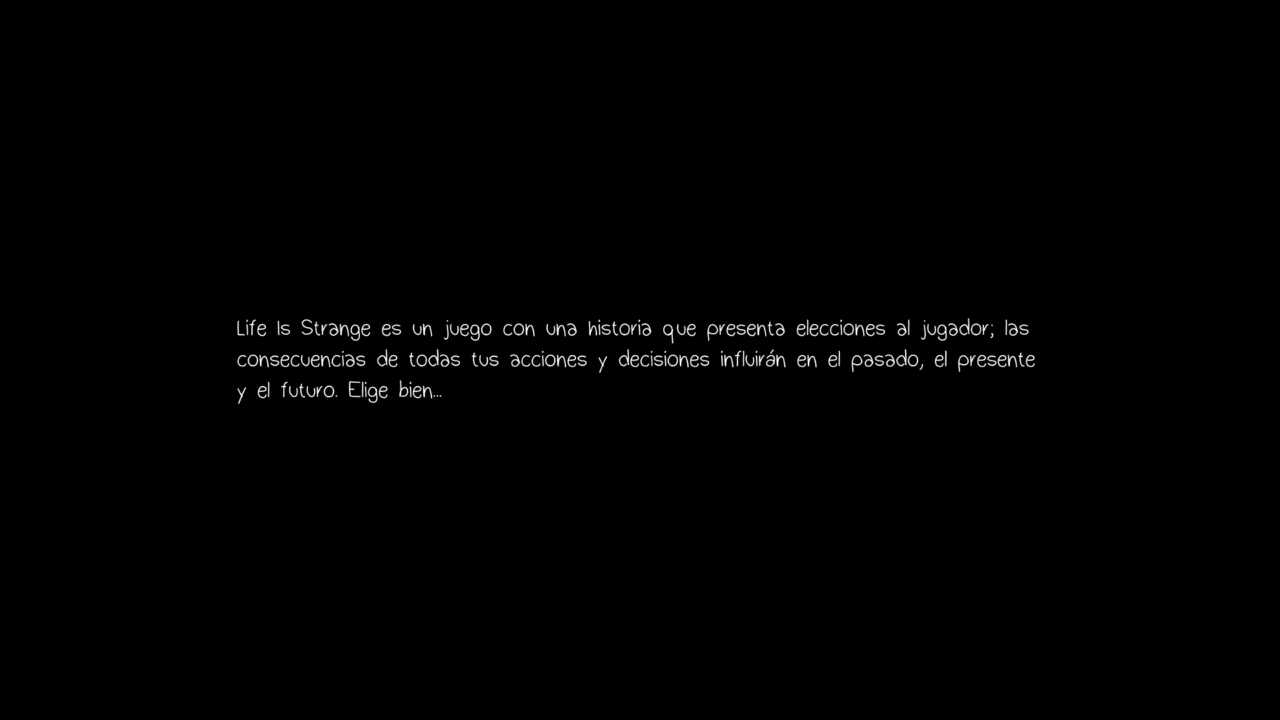 Life Is Strange es un juego con una historia que presenta elecciones al jugador; las
consecuencias de todas tus acciones y decisiones influirán en el pasado, el presente
y el futuro. Elige bien...